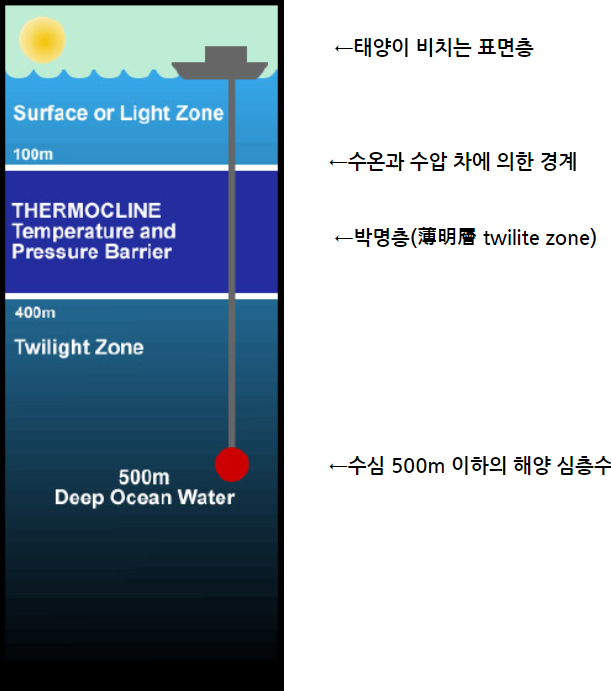 ←태양이 비치는 표면층
Surface or Light Zone
100m
←수온과 수압 차에 의한 경계
THERMOCLINE
Temperature and
Pressure Barrier
←박명층(薄明層 twilite zone)
400m
Twilight Zone
500m
Deep Ocean Water
←수심 500m 이하의 해양 심층수